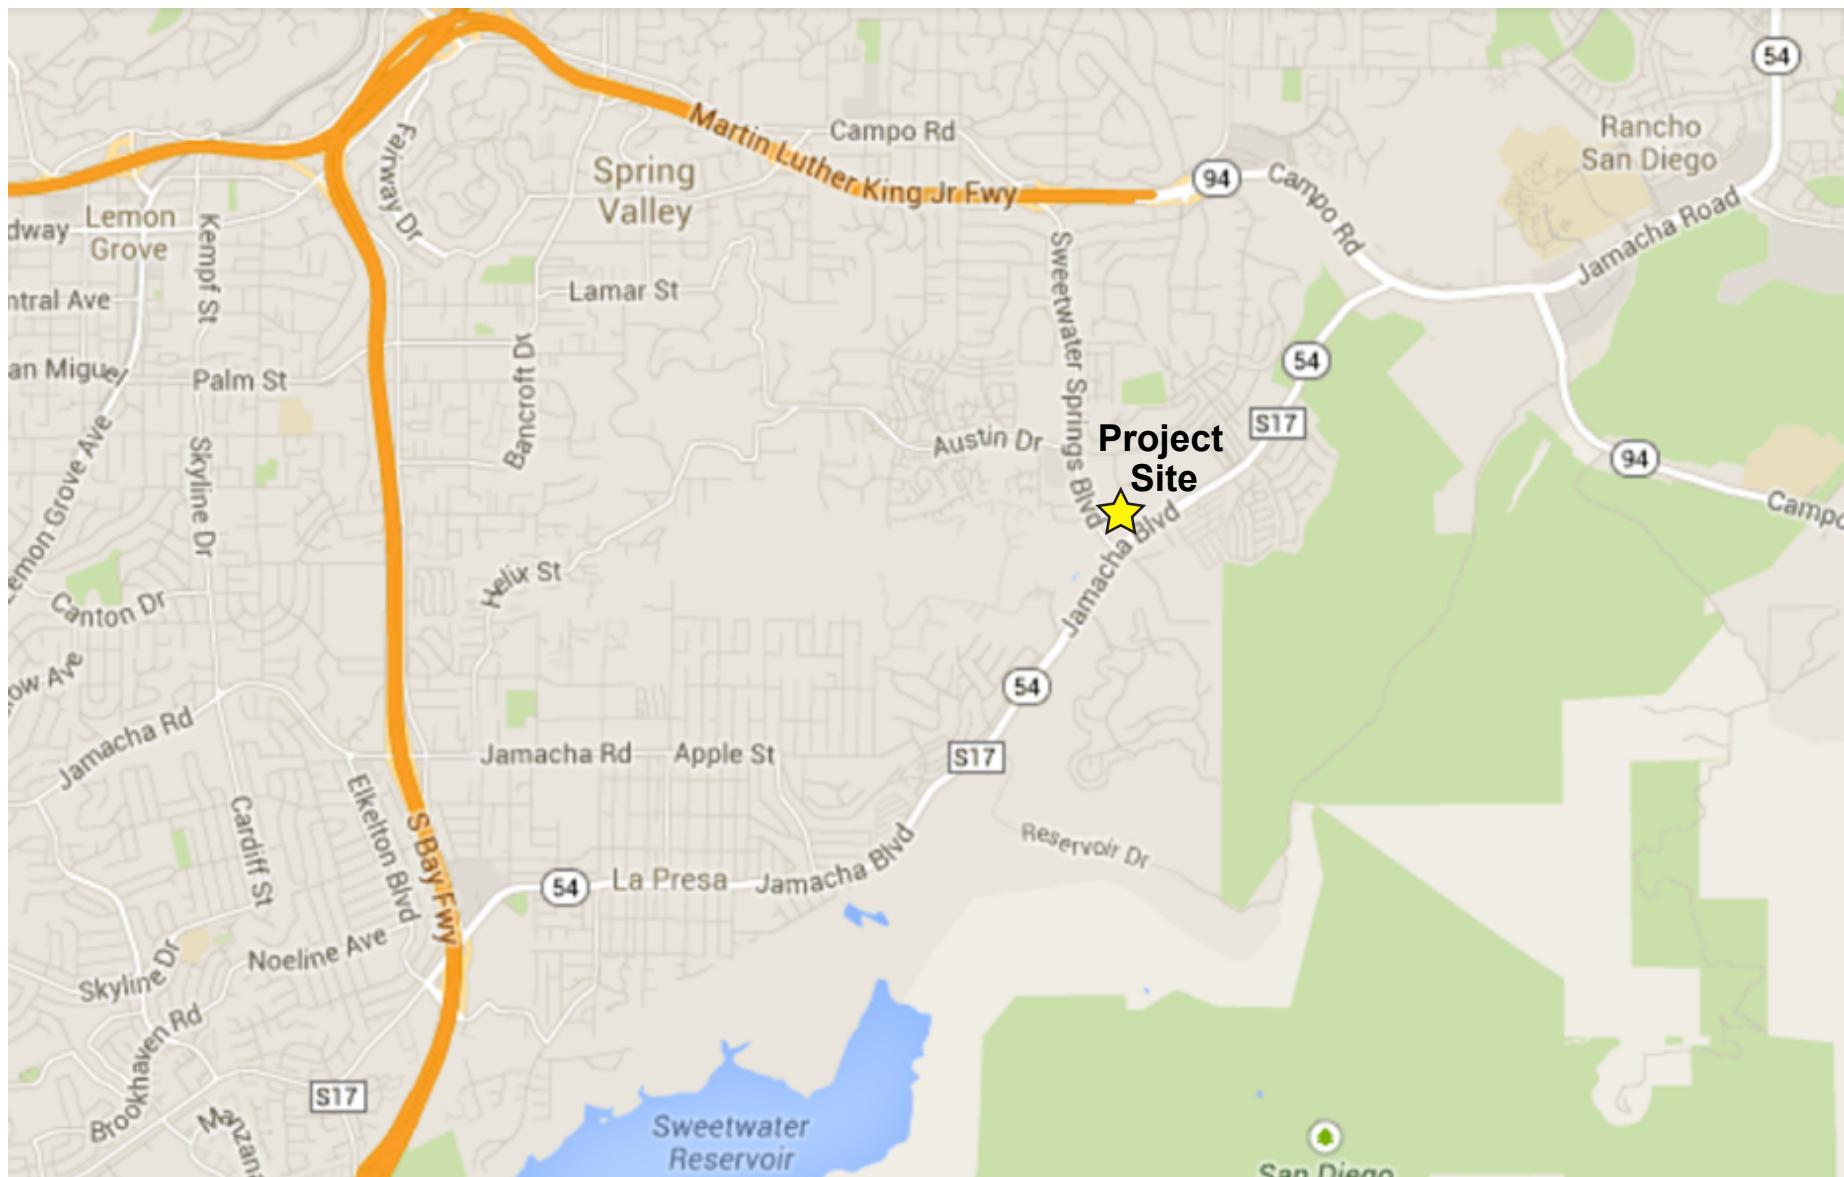 54
Rancho
San Diego
Martin Luther King Jr Fwy
Campo Rd
Fairway Dr
Spring
Valley
94
Campo Rd
Jamacha Road
Lemon
Grove
dway
Kempf St
Sweetwater Springs Blvd
Lamar St
ntral Ave
Bancroft Dr
54
an Miguel
Palm St
S17
Project
Site
Austin Dr
94
Campo
Lemon Grove Ave
Skyline Dr
Jamacha Blvd
Helix St
Canton Dr
54
ow Ave
Jamacha Rd
Jamacha Rd
Apple St
S17
Elkelton Blvd
Cardiff St
S Bay Fwy
Reservoir Dr
54
La Presa
Jamacha Blvd
Noeline Ave
Skyline Dr
Brookhaven Rd
S17
Manzana
Sweetwater
Reservoir
San Diego